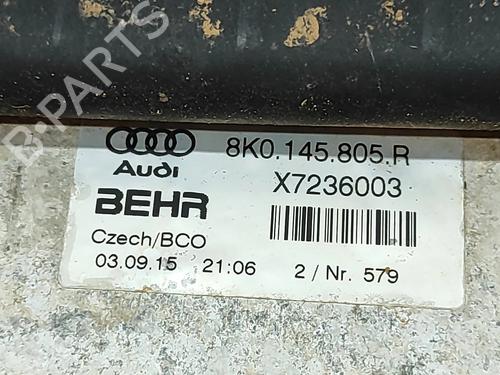 B-PARTS
8K0.145.805.R
Audi
X7236003
BEHR
Czech/BCO
03.09.15 21:06
2 / Nr. 579